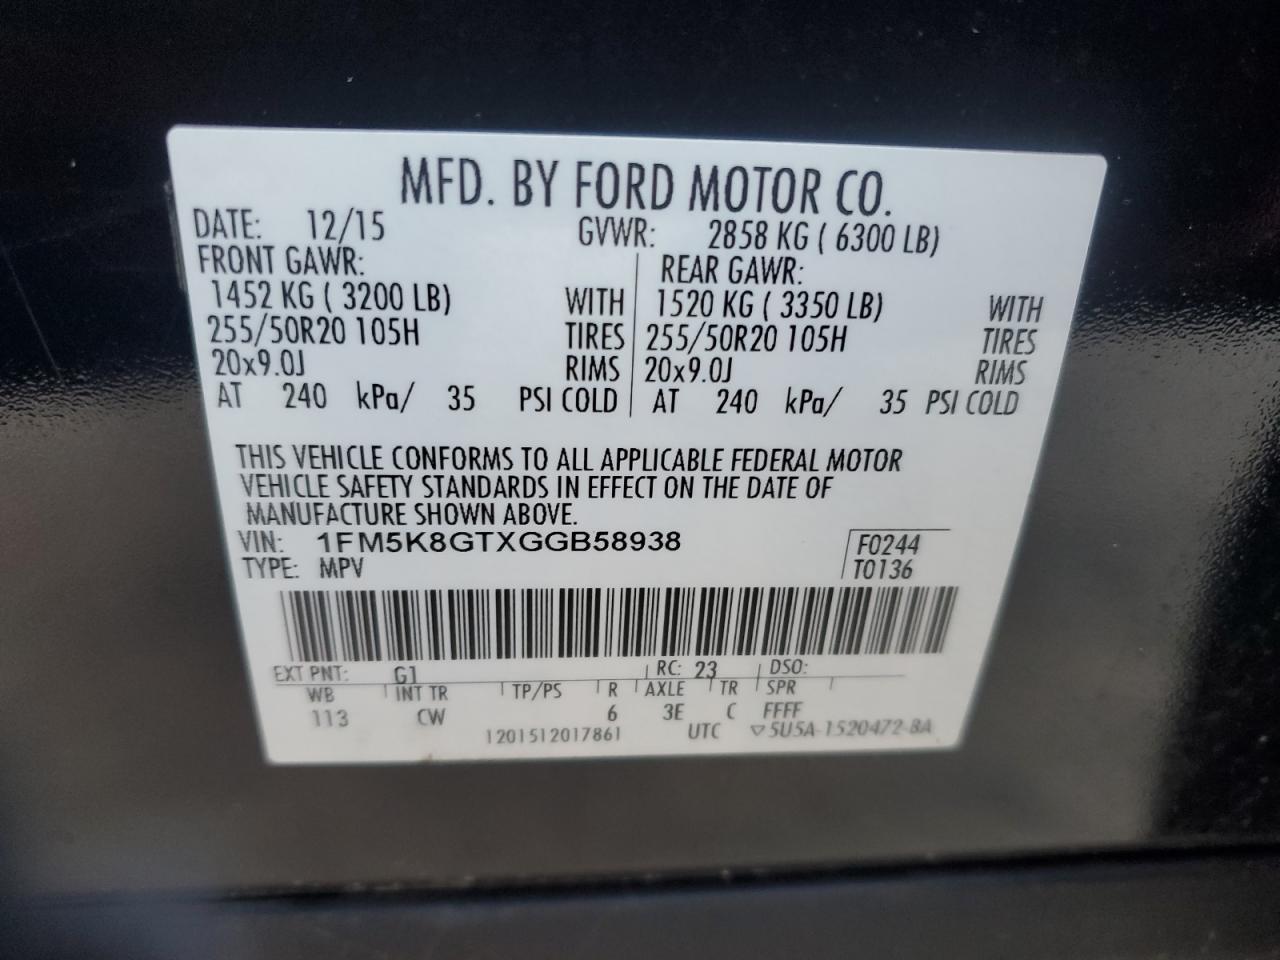 MFD. BY FORD MOTOR CO.
DATE: 12/15 GVWR: 2858 KG ( 6300 LB)
FRONT GAWR: REAR GAWR:
1452 KG ( 3200 LB) WITH 1520 KG ( 3350 LB) WITH
255/50R20 105H TIRES 255/50R20 105H TIRES
20x9.0J RIMS 20x9.0J RIMS
AT 240 kPa/ 35 PSI COLD AT 240 kPa/ 35 PSI COLD
THIS VEHICLE CONFORMS TO ALL APPLICABLE FEDERAL MOTOR
VEHICLE SAFETY STANDARDS IN EFFECT ON THE DATE OF
MANUFACTURE SHOWN ABOVE.
VIN: 1FM5K8GTXGGB58938 F0244
TYPE: MPV T0136
EXT PNT: G1 RC: 23 DSO:
WB INT TR TP/PS R AXLE TR SPR
113 CW 6 3E C FFFF
1201512017861 UTC ▽5U5A-1520472-BA